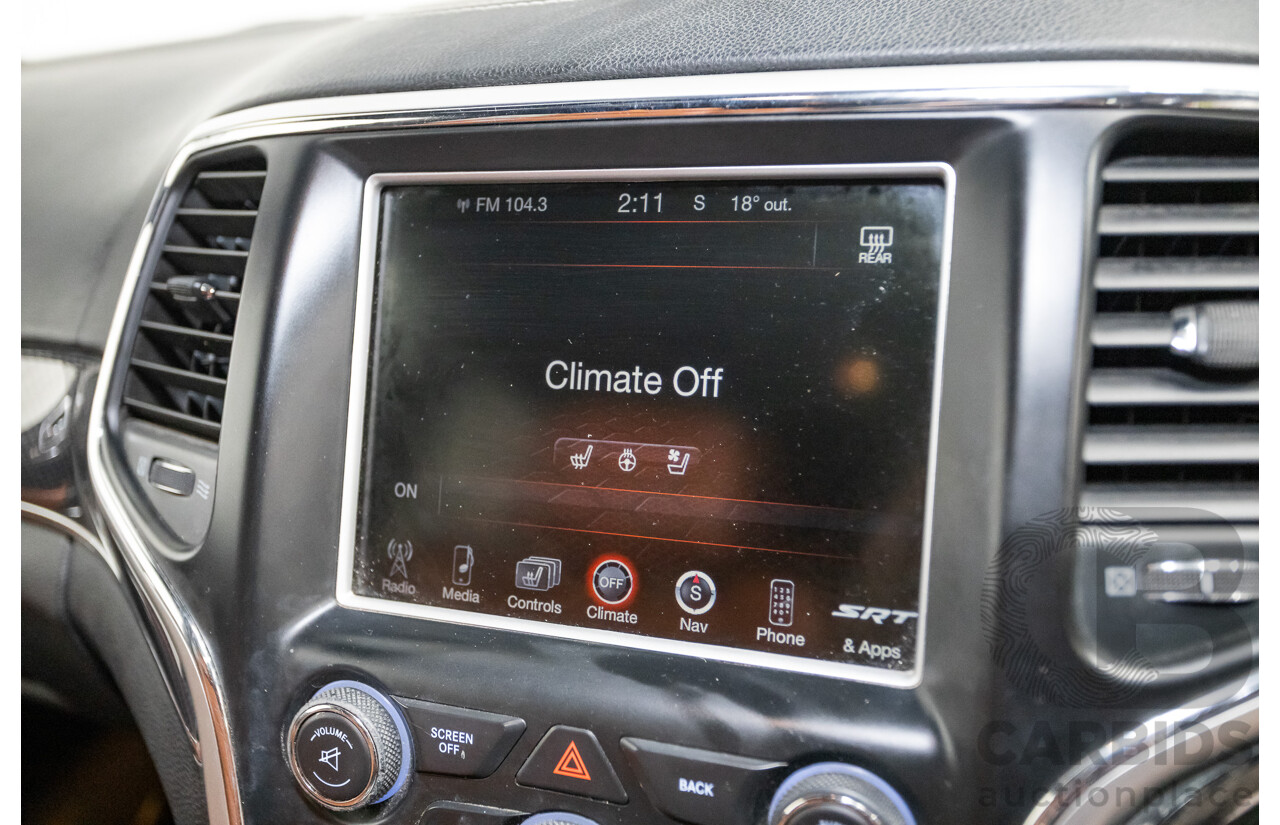 FM 104.3 2:11 S 18° out.
REAR
Climate Off
ON
OFF
S
Radio Media Controls Climate Nav Phone
SRT
& Apps
VOLUME
SCREEN
OFF
BACK
CARBIDS
auctionplace